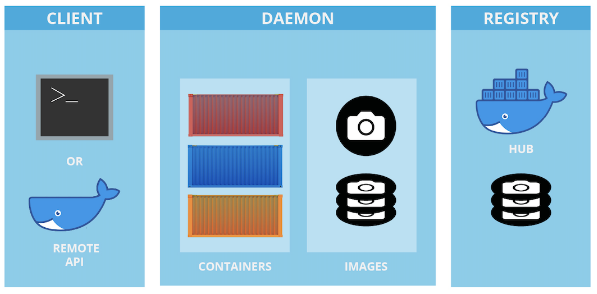 CLIENT
DAEMON
REGISTRY
>_
OR
REMOTE
API
CONTAINERS
IMAGES
HUB